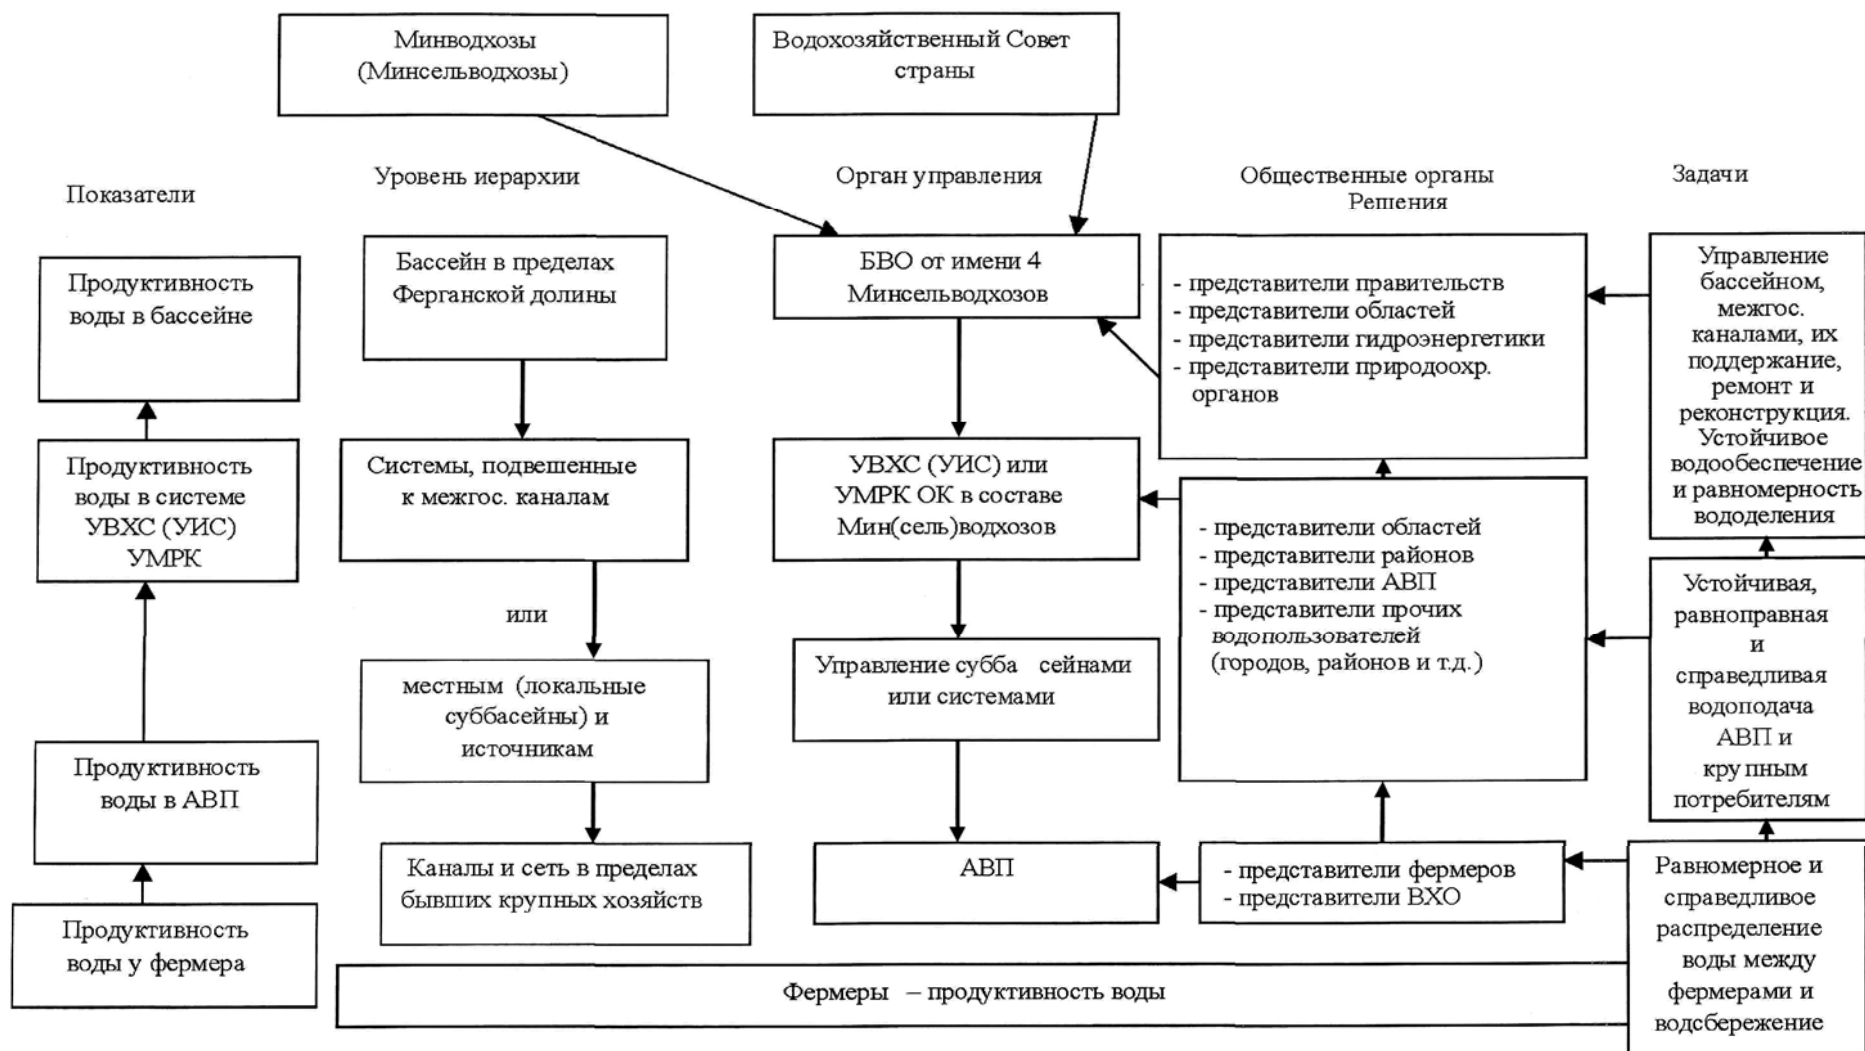 Минводхозы
(Минсельводхозы)
Водохозяйственный Совет
страны
Показатели
Уровень иерархии
Орган управления
Общественные органы
Решения
Задачи
Продуктивность
воды в бассейне
Продуктивность
воды в системе
УВХС (УИС)
УМРК
Продуктивность
воды в АВП
Продуктивность
воды у фермера
Бассейн в пределах
Ферганской долины
Системы, подвешенные
к межгос. каналам
или
местным (локальные
суббасейны) и
источникам
Каналы и сеть в пределах
бывших крупных хозяйств
БВО от имени 4
Минсельводхозов
УВХС (УИС) или
УМРК ОК в составе
Мин(сель)водхозов
Управление субба сейнами
или системами
АВП
- представители правительств
- представители областей
- представители гидроэнергетики
- представители природоохр.
органов
- представители областей
- представители районов
- представители АВП
- представители прочих
водопользователей
(городов, районов и т.д.)
- представители фермеров
- представители ВХО
Управление
бассейном,
межгос.
каналами, их
поддержание,
ремонт и
реконструкция.
Устойчивое
водообеспечение
и равномерность
вододеления
Устойчивая,
равноправная
и
справедливая
водоподача
АВП и
крупным
потребителям
Равномерное и
справедливое
распределение
воды между
фермерами и
водсбережение
Фермеры – продуктивность воды